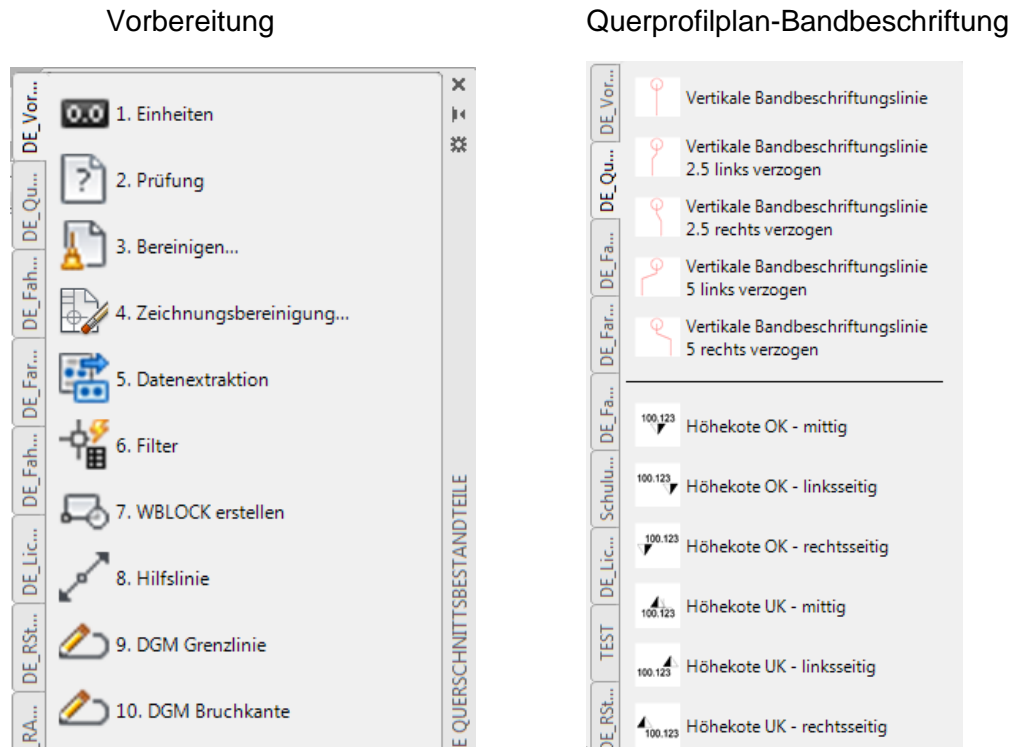 Vorbereitung
DE_Vor...
DE_Qu...
DE_Fah...
DE_Far...
DE_Fah...
DE_Lic...
DE_RSt...
RA...
0.0 1. Einheiten
2. Prüfung
3. Bereinigen...
4. Zeichnungsbereinigung...
5. Datenextraktion
6. Filter
7. WBLOCK erstellen
8. Hilfslinie
9. DGM Grenzlinie
10. DGM Bruchkante
E QUERSCHNITTSBESTANDTEILE
Querprofilplan-Bandbeschriftung
DE_Vor...
DE_Qu...
DE_Fa...
DE_Far...
DE_Fa...
Schulu...
DE_Lic...
TEST
DE_RSt...
Vertikale Bandbeschriftungslinie
Vertikale Bandbeschriftungslinie
2.5 links verzogen
Vertikale Bandbeschriftungslinie
2.5 rechts verzogen
Vertikale Bandbeschriftungslinie
5 links verzogen
Vertikale Bandbeschriftungslinie
5 rechts verzogen
100.123 Höhekote OK - mittig
100.123 Höhekote OK - linksseitig
100.123 Höhekote OK - rechtsseitig
100.123 Höhekote UK - mittig
100.123 Höhekote UK - linksseitig
100.123 Höhekote UK - rechtsseitig